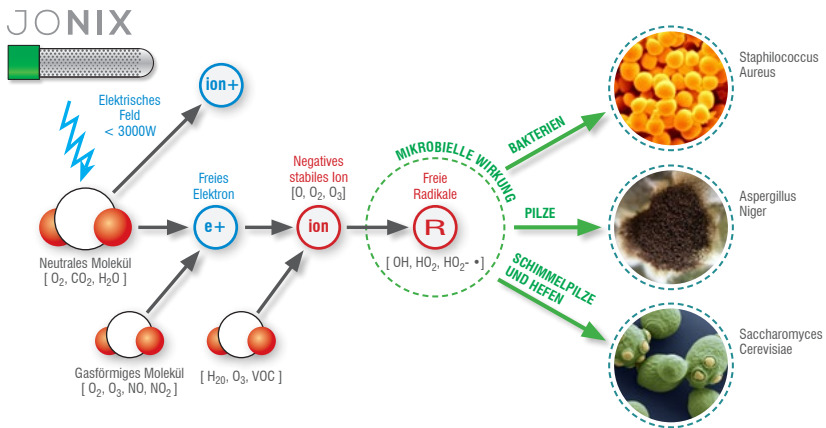 JONIX
Elektrisches
Feld
< 3000W
ion+
Freies
Elektron
e+
Negatives
stabiles Ion
[O, O₂, O₃]
ion
MIKROBIELLE WIRKUNG
Freie
Radikale
R
[ OH, HO₂, HO₂- •]
Neutrales Molekül
[ O₂, CO₂, H₂O ]
Gasförmiges Molekül
[ O₂, O₃, NO, NO₂ ]
[ H₂₀, O₃, VOC ]
BAKTERIEN
PILZE
SCHIMMELPILZE
UND HEFEN
Staphilococcus
Aureus
Aspergillus
Niger
Saccharomyces
Cerevisiae